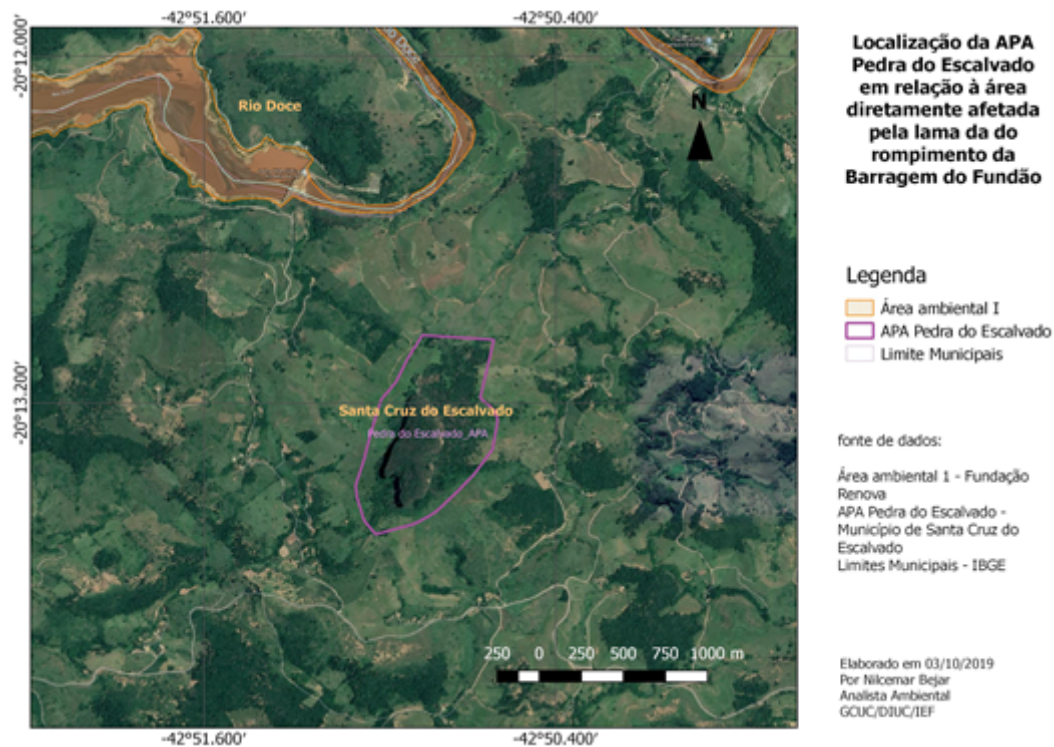 -42°51.600'
-42°50.400'
-20°12.000'
-20°13.200'
Rio Doce
Rio Doce
N
Santa Cruz do Escalvado
Pedra do Escalvado_APA
250 0 250 500 750 1000 m
-42°51.600'
-42°50.400'
Localização da APA
Pedra do Escalvado
em relação à área
diretamente afetada
pela lama da do
rompimento da
Barragem do Fundão
Legenda
Área ambiental I
APA Pedra do Escalvado
Limite Municipais
fonte de dados:
Área ambiental 1 - Fundação
Renova
APA Pedra do Escalvado -
Município de Santa Cruz do
Escalvado
Limites Municipais - IBGE
Elaborado em 03/10/2019
Por Nilcemar Bejar
Analista Ambiental
GCUC/DIUC/IEF